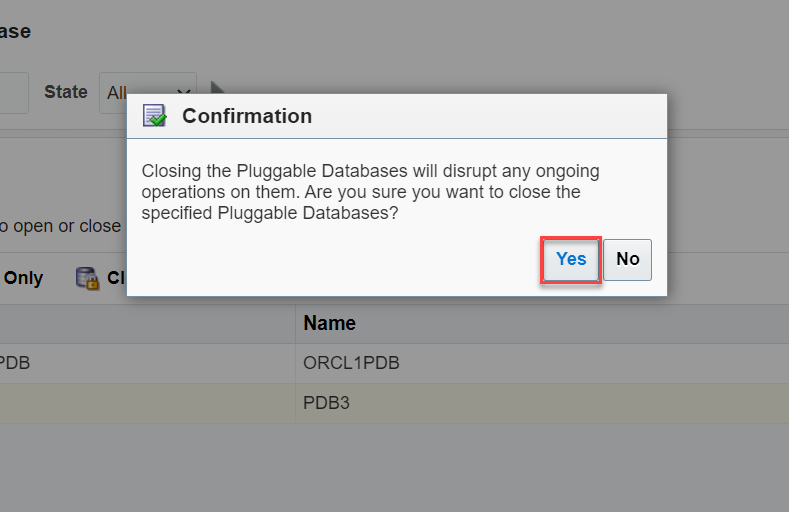 ase
State All
Confirmation
Closing the Pluggable Databases will disrupt any ongoing
operations on them. Are you sure you want to close the
specified Pluggable Databases?
Yes No
o open or close
Only Cl
Name
PDB ORCL1PDB
PDB3